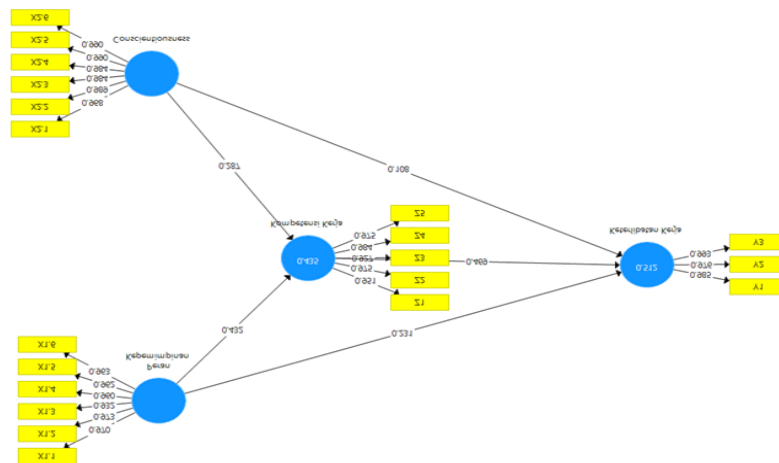 X1.1
0.970
X1.2
0.973
X1.3
0.932
X1.4
0.960
X1.5
0.962
X1.6
0.963
Peran
Kepemimpinan
0.231
0.432
Z1
0.951
Z2
0.975
Z3
0.927
Z4
0.984
Z5
0.975
0.435
Kompetensi Kerja
0.469
Y1
0.985
Y2
0.976
Y3
0.993
0.512
Keterlibatan Kerja
0.287
0.108
X2.1
0.968
X2.2
0.989
X2.3
0.984
X2.4
0.984
X2.5
0.990
X2.6
0.990
Conscientiousness